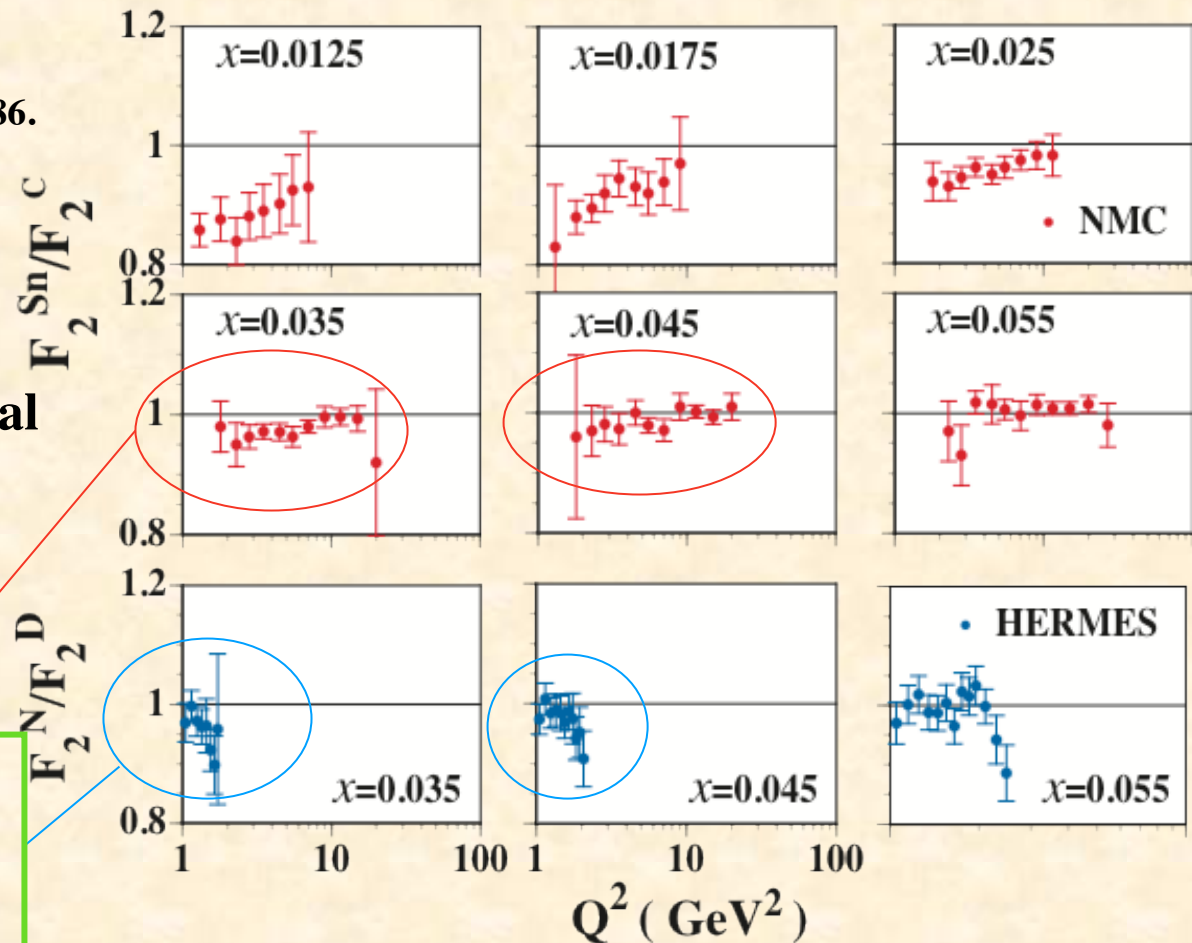 1.2
x=0.0125
x=0.0175
x=0.025
86.
1
F₂ˢⁿ/F₂ᶜ
NMC
0.8
1.2
x=0.035
x=0.045
x=0.055
al
1
0.8
1.2
HERMES
F₂ᴺ/F₂ᴰ
1
x=0.035
x=0.045
x=0.055
0.8
1 10 100 1 10 100
Q² ( GeV² )